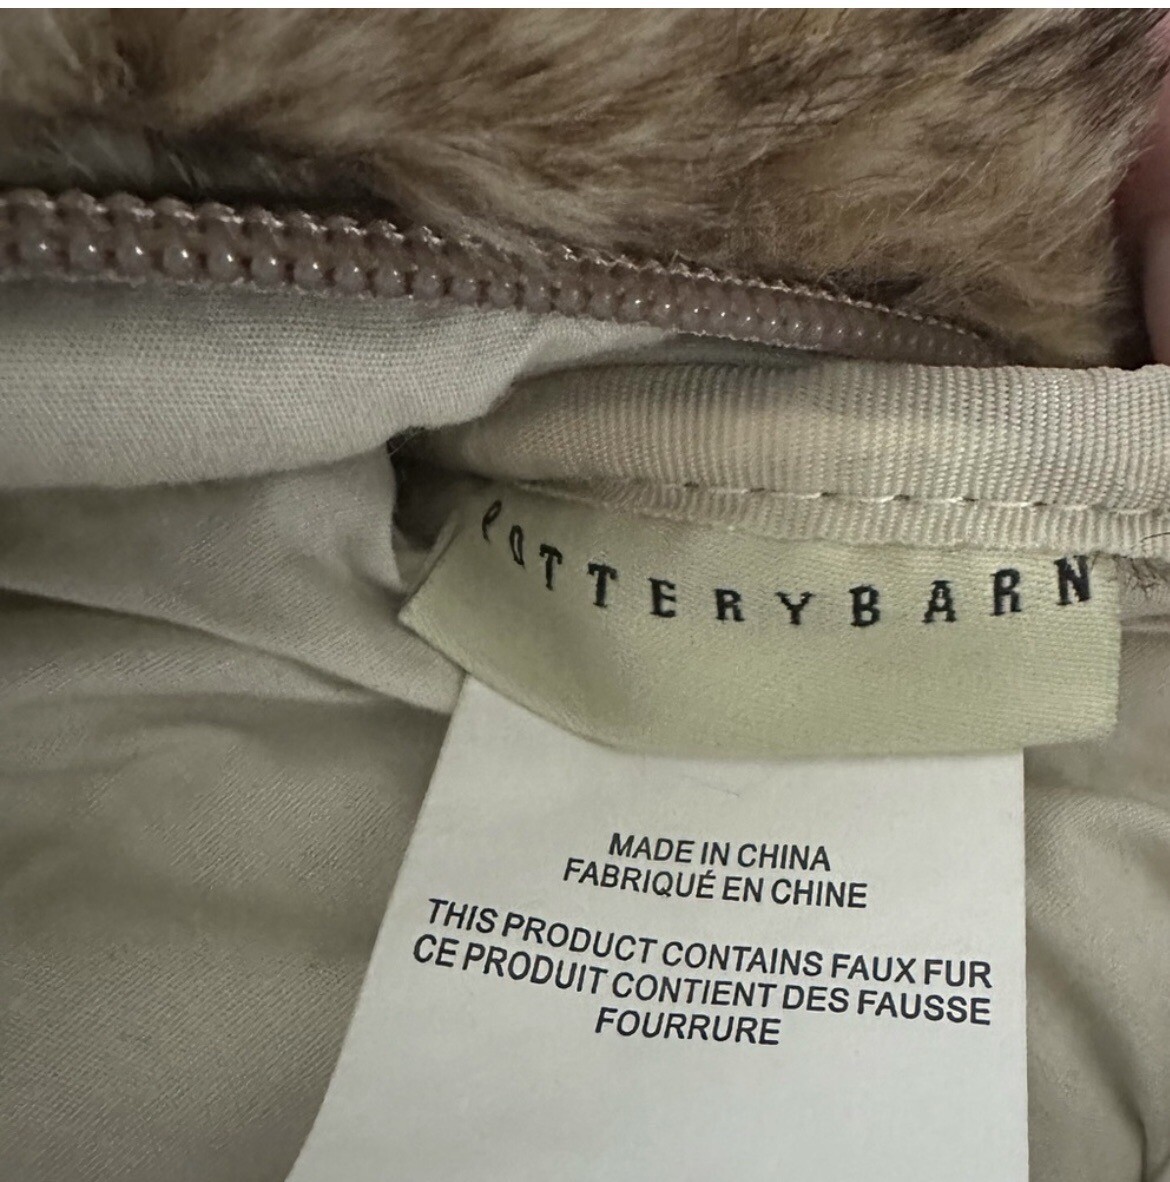 POTTERYBARN
MADE IN CHINA
FABRIQUÉ EN CHINE
THIS PRODUCT CONTAINS FAUX FUR
CE PRODUIT CONTIENT DES FAUSSE
FOURRURE